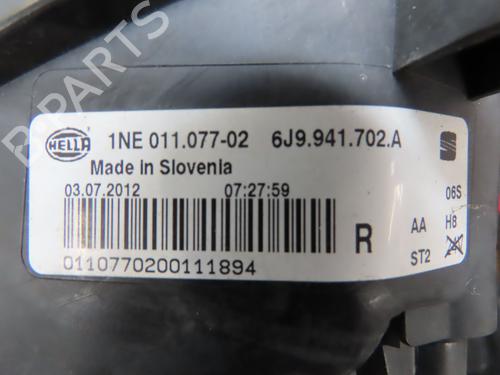 BPARTS
HELLA
1NE 011.077-02 6J9.941.702.A
Made in Slovenia
03.07.2012 07:27:59
06S
R AA H8
ST2
0110770200111894